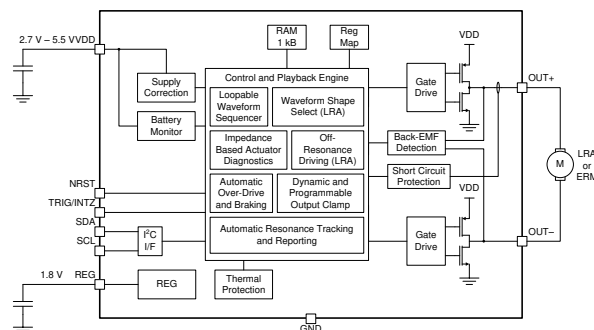 RAM
1 kB
Reg
Map
VDD
2.7 V – 5.5 V
VDD
Supply
Correction
Control and Playback Engine
Loopable
Waveform
Sequencer
Waveform Shape
Select (LRA)
Gate
Drive
OUT+
Battery
Monitor
Impedance
Based Actuator
Diagnostics
Off-
Resonance
Driving (LRA)
Back-EMF
Detection
Short Circuit
Protection
M
LRA
or
ERM
NRST
TRIG/INTZ
SDA
SCL
Automatic
Over-Drive
and Braking
Dynamic and
Programmable
Output Clamp
VDD
I2C
I/F
Automatic Resonance Tracking
and Reporting
Gate
Drive
OUT–
1.8 V
REG
REG
Thermal
Protection
GND